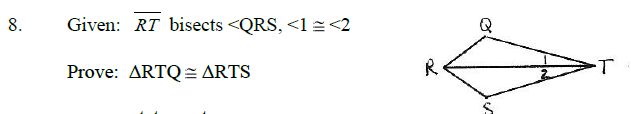 8. Given: RT bisects <QRS, <1 ≅ <2
Prove: ΔRTQ ≅ ΔRTS
Q
1
R T
2
S